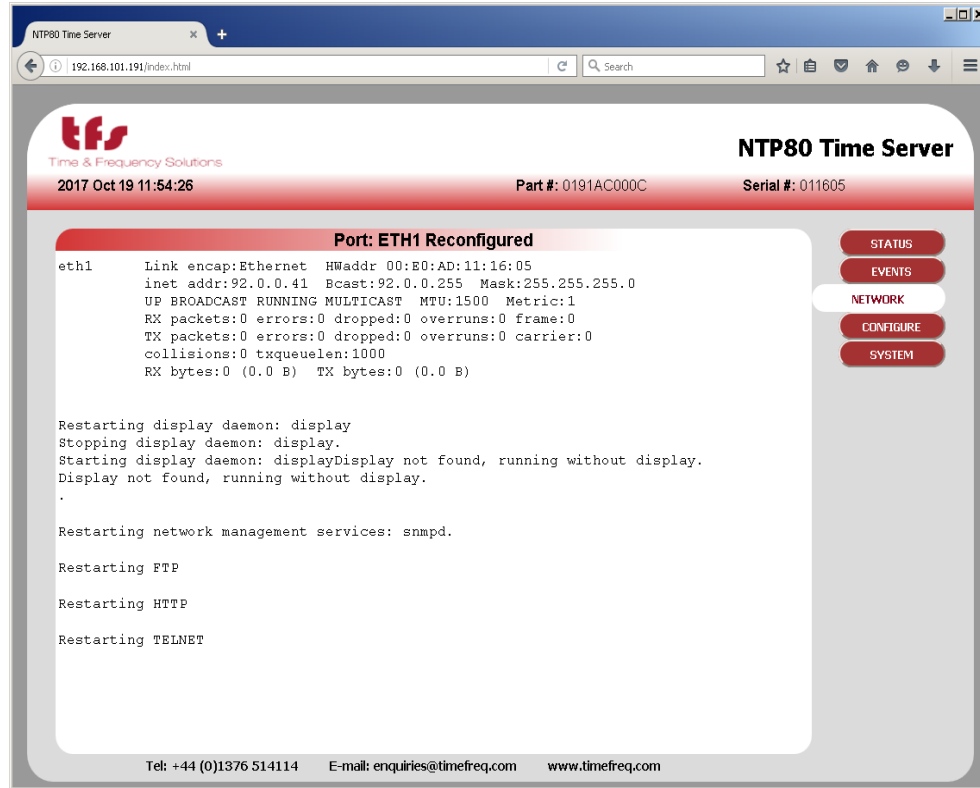 NTP80 Time Server
192.168.101.191/index.html
Search
tfs
Time & Frequency Solutions
NTP80 Time Server
2017 Oct 19 11:54:26 Part #: 0191AC000C Serial #: 011605
Port: ETH1 Reconfigured
eth1 Link encap:Ethernet HWaddr 00:E0:AD:11:16:05
inet addr:92.0.0.41 Bcast:92.0.0.255 Mask:255.255.255.0
UP BROADCAST RUNNING MULTICAST MTU:1500 Metric:1
RX packets:0 errors:0 dropped:0 overruns:0 frame:0
TX packets:0 errors:0 dropped:0 overruns:0 carrier:0
collisions:0 txqueuelen:1000
RX bytes:0 (0.0 B) TX bytes:0 (0.0 B)
Restarting display daemon: display
Stopping display daemon: display.
Starting display daemon: displayDisplay not found, running without display.
Display not found, running without display.
.
Restarting network management services: snmpd.
Restarting FTP
Restarting HTTP
Restarting TELNET
STATUS
EVENTS
NETWORK
CONFIGURE
SYSTEM
Tel: +44 (0)1376 514114 E-mail: enquiries@timefreq.com www.timefreq.com